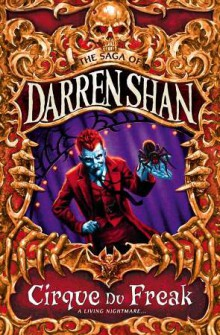 THE SAGA OF
DARREN SHAN
Cirque Du Freak
A LIVING NIGHTMARE...